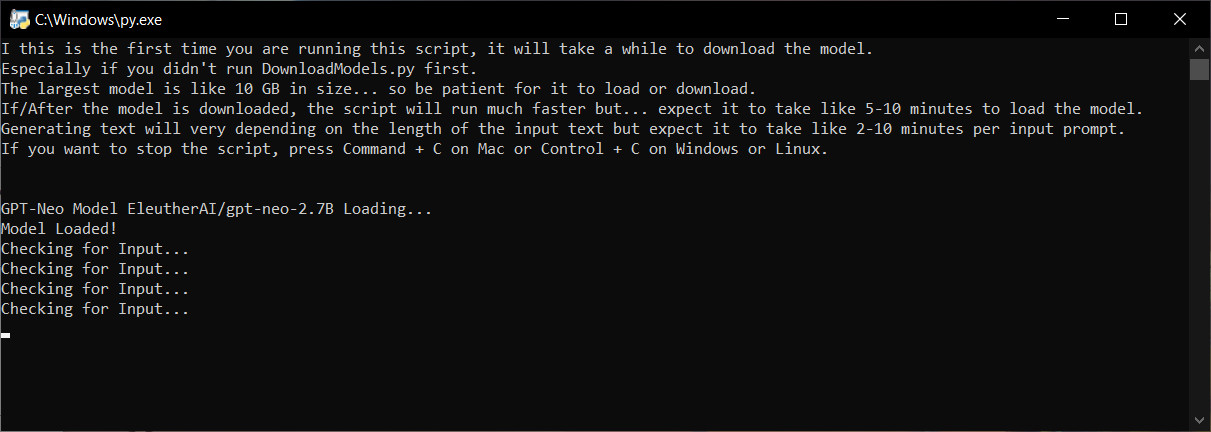 C:\Windows\py.exe
I this is the first time you are running this script, it will take a while to download the model.
Especially if you didn't run DownloadModels.py first.
The largest model is like 10 GB in size... so be patient for it to load or download.
If/After the model is downloaded, the script will run much faster but... expect it to take like 5-10 minutes to load the model.
Generating text will very depending on the length of the input text but expect it to take like 2-10 minutes per input prompt.
If you want to stop the script, press Command + C on Mac or Control + C on Windows or Linux.
GPT-Neo Model EleutherAI/gpt-neo-2.7B Loading...
Model Loaded!
Checking for Input...
Checking for Input...
Checking for Input...
Checking for Input...